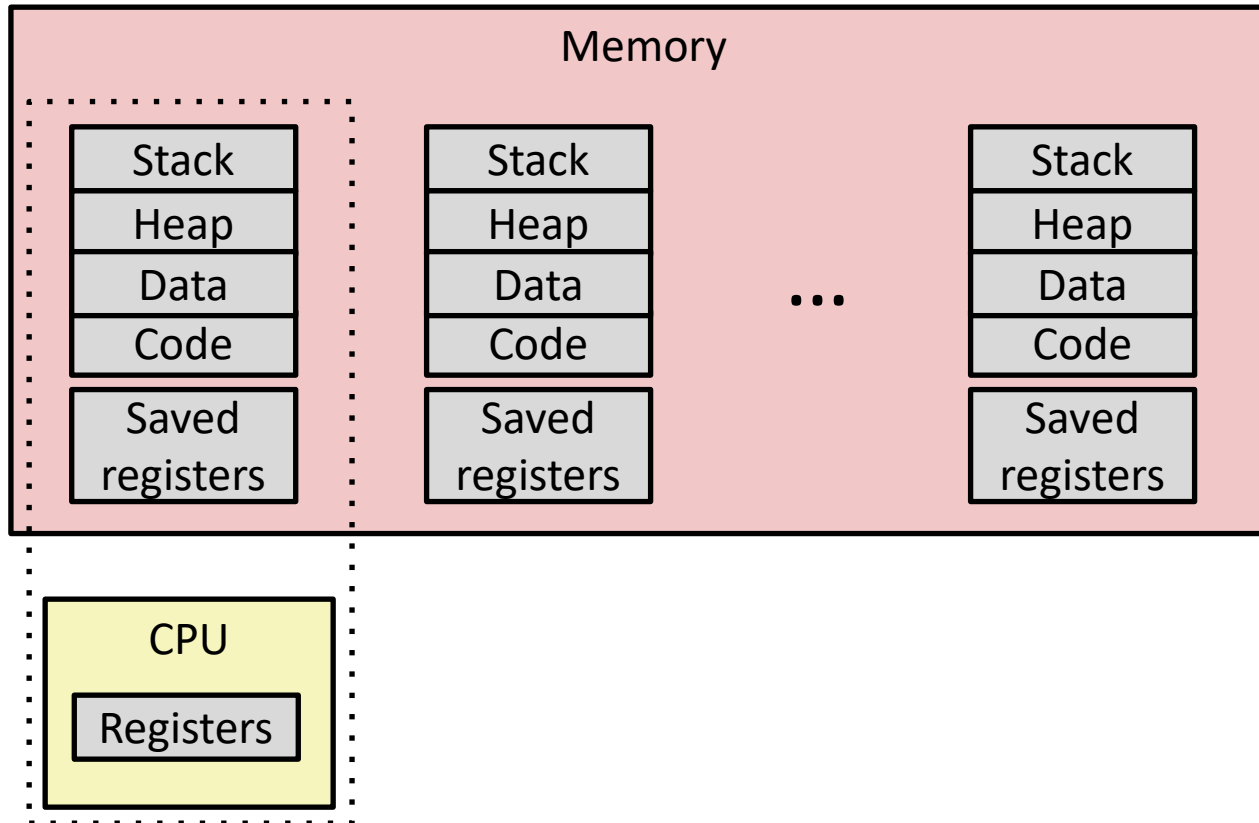 Memory
Stack
Heap
Data
Code
Saved
registers
Stack
Heap
Data
Code
Saved
registers
...
Stack
Heap
Data
Code
Saved
registers
CPU
Registers